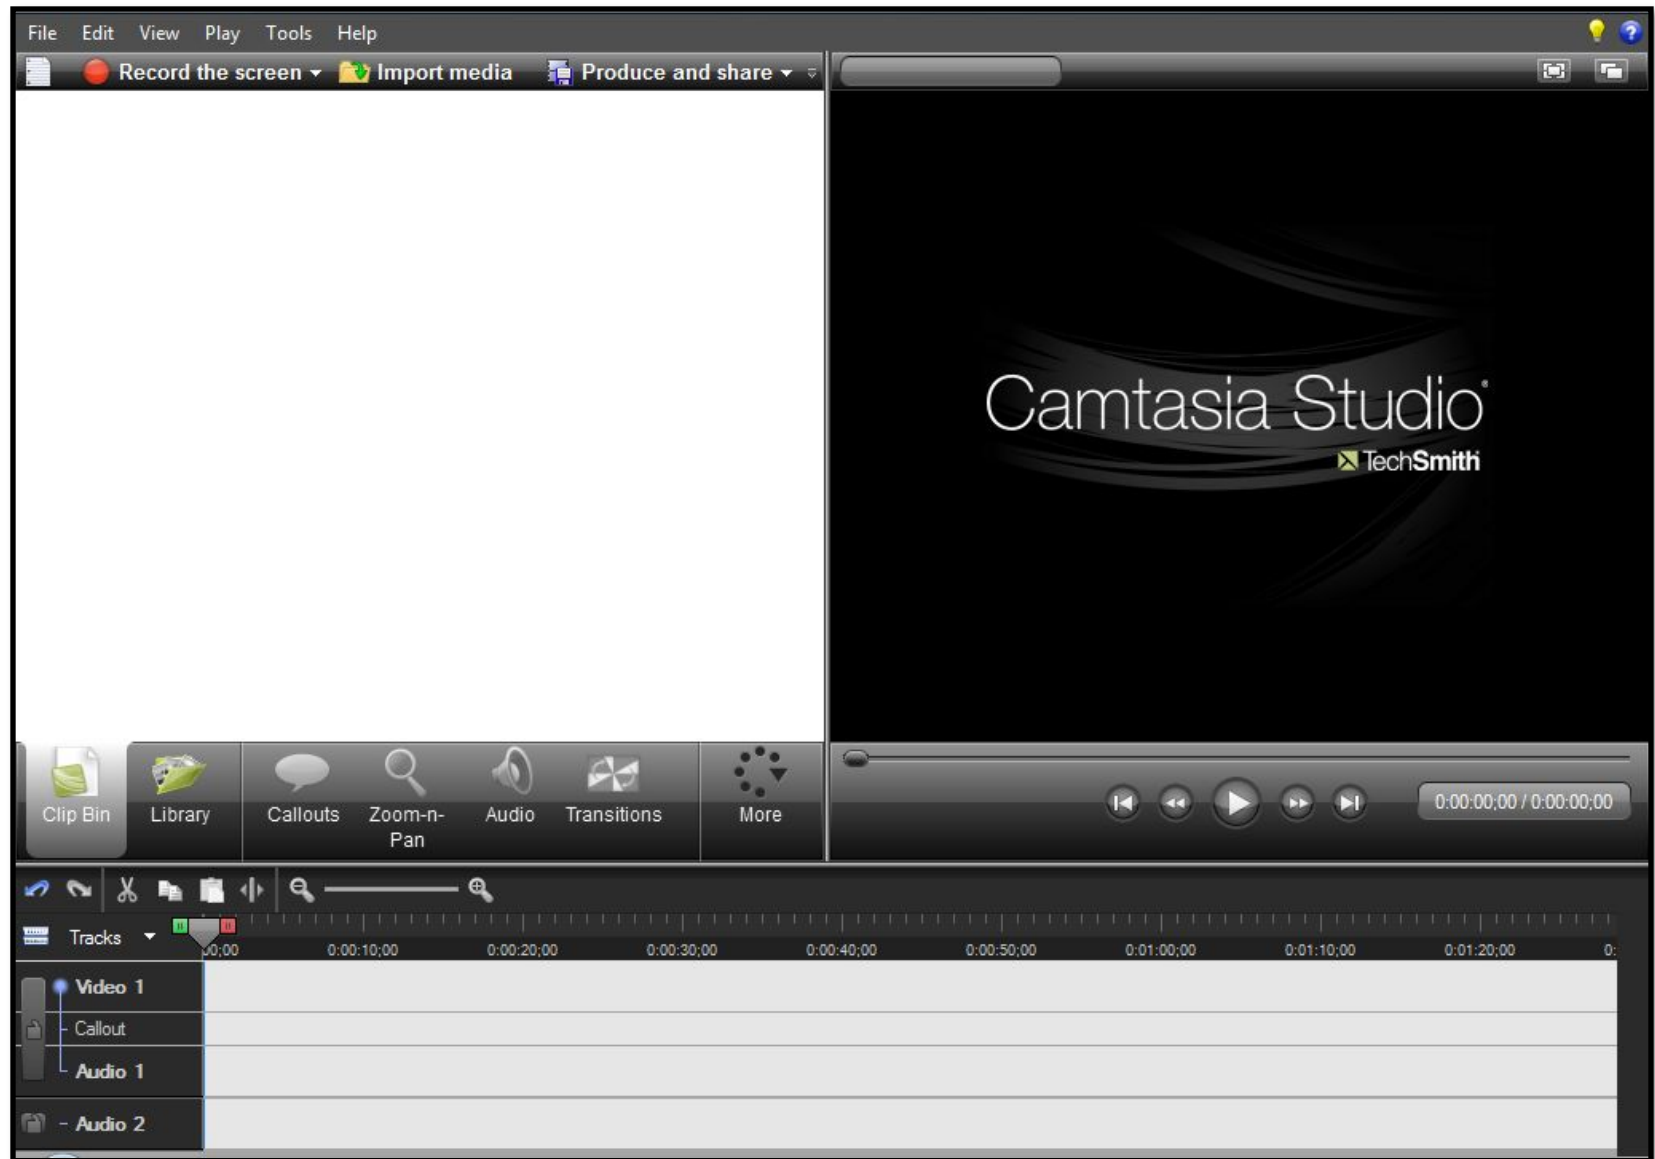 File Edit View Play Tools Help
Record the screen Import media Produce and share
Camtasia Studio®
TechSmith
Clip Bin Library Callouts Zoom-n-Pan Audio Transitions More
0:00:00;00 / 0:00:00;00
Tracks
00;00 0:00:10;00 0:00:20;00 0:00:30;00 0:00:40;00 0:00:50;00 0:01:00;00 0:01:10;00 0:01:20;00 0:
Video 1
Callout
Audio 1
Audio 2